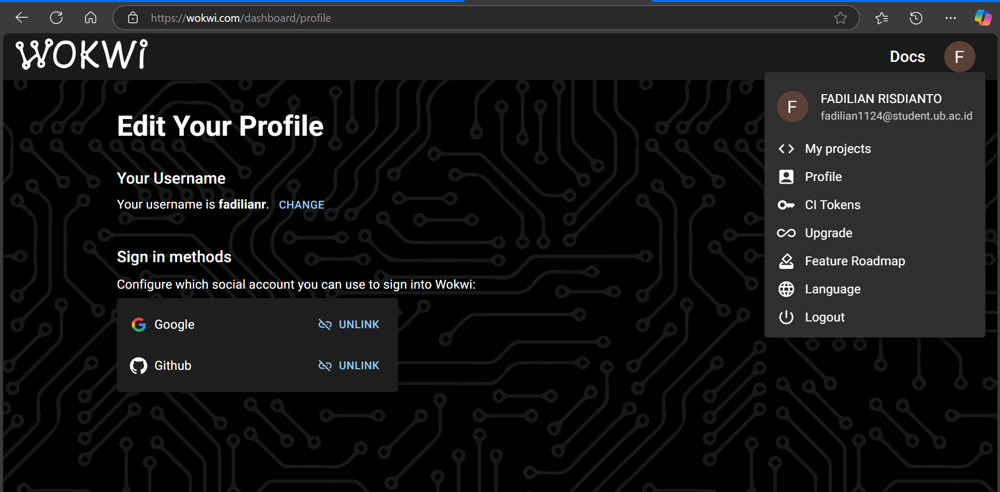 https://wokwi.com/dashboard/profile
WOKWi
Docs
F
F
FADILIAN RISDIANTO
fadilian1124@student.ub.ac.id
My projects
Profile
CI Tokens
Upgrade
Feature Roadmap
Language
Logout
Edit Your Profile
Your Username
Your username is fadilianr. CHANGE
Sign in methods
Configure which social account you can use to sign into Wokwi:
Google UNLINK
Github UNLINK